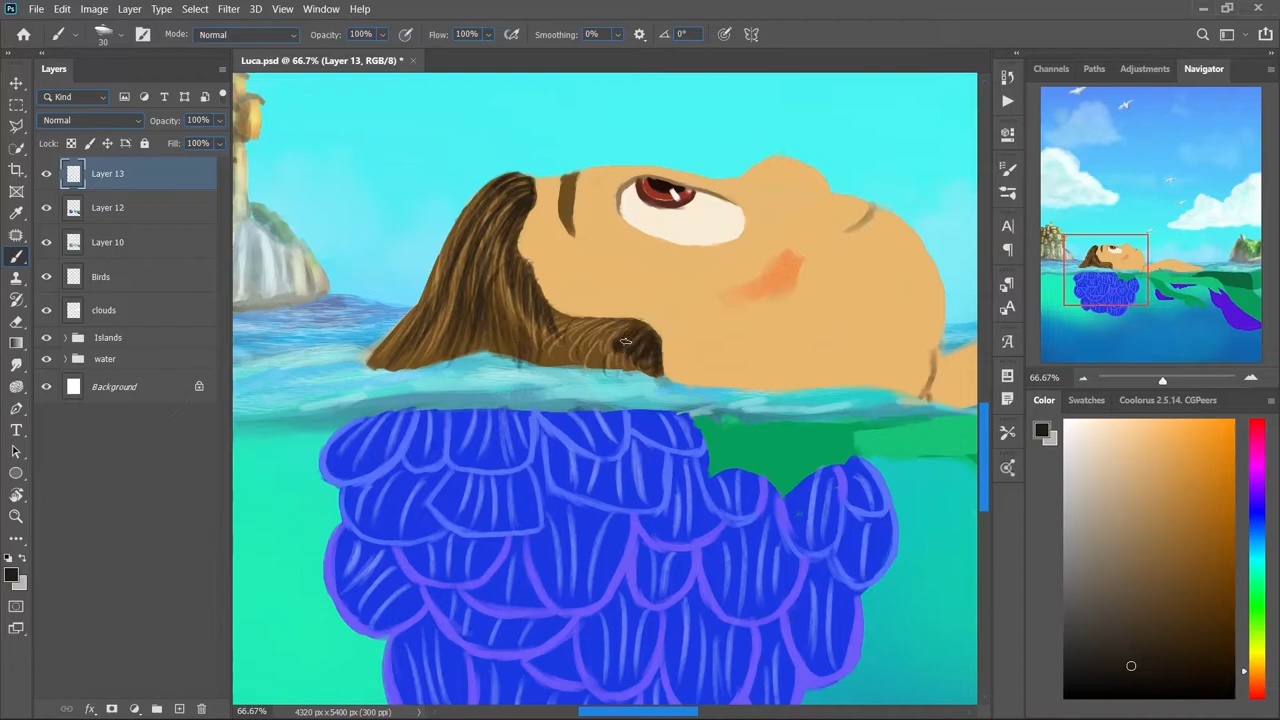 Ps File Edit Image Layer Type Select Filter 3D View Window Help
30 Mode: Normal Opacity: 100% Flow: 100% Smoothing: 0% 0°
Layers
Luca.psd @ 66.7% (Layer 13, RGB/8) *
Channels Paths Adjustments Navigator
Kind
Normal Opacity: 100%
Lock: Fill: 100%
Layer 13
Layer 12
Layer 10
Birds
clouds
Islands
water
Background
66.67%
Color Swatches Coolorus 2.5.14. CGPeers
66.67% 4320 px x 5400 px (300 ppi)